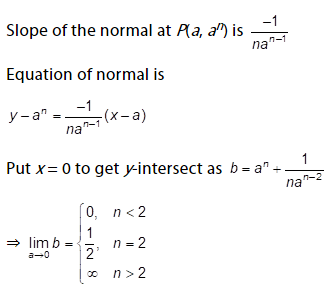 Slope of the normal at P(a, aⁿ) is −1/(naⁿ⁻¹)
Equation of normal is
y − aⁿ = −1/(naⁿ⁻¹) (x − a)
Put x = 0 to get y-intersect as b = aⁿ + 1/(naⁿ⁻²)
⇒ lim_{a→0} b = { 0, n < 2
1/2, n = 2
∞ n > 2